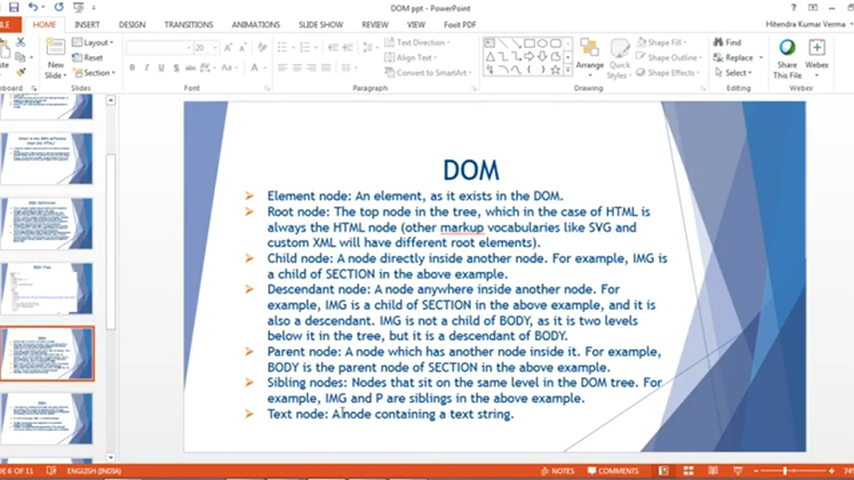 DOM ppt - PowerPoint
HOME INSERT DESIGN TRANSITIONS ANIMATIONS SLIDE SHOW REVIEW VIEW Foxit PDF
Hitendra Kumar Verma
New Slide
Layout
Reset
Section
Slides
20
Font
Text Direction
Align Text
Convert to SmartArt
Paragraph
Arrange
Quick Styles
Shape Fill
Shape Outline
Shape Effects
Drawing
Find
Replace
Select
Editing
Share This File
Webex
Webex
DOM
Element node: An element, as it exists in the DOM.
Root node: The top node in the tree, which in the case of HTML is
always the HTML node (other markup vocabularies like SVG and
custom XML will have different root elements).
Child node: A node directly inside another node. For example, IMG is
a child of SECTION in the above example.
Descendant node: A node anywhere inside another node. For
example, IMG is a child of SECTION in the above example, and it is
also a descendant. IMG is not a child of BODY, as it is two levels
below it in the tree, but it is a descendant of BODY.
Parent node: A node which has another node inside it. For example,
BODY is the parent node of SECTION in the above example.
Sibling nodes: Nodes that sit on the same level in the DOM tree. For
example, IMG and P are siblings in the above example.
Text node: A node containing a text string.
6 OF 11
ENGLISH (INDIA)
NOTES
COMMENTS